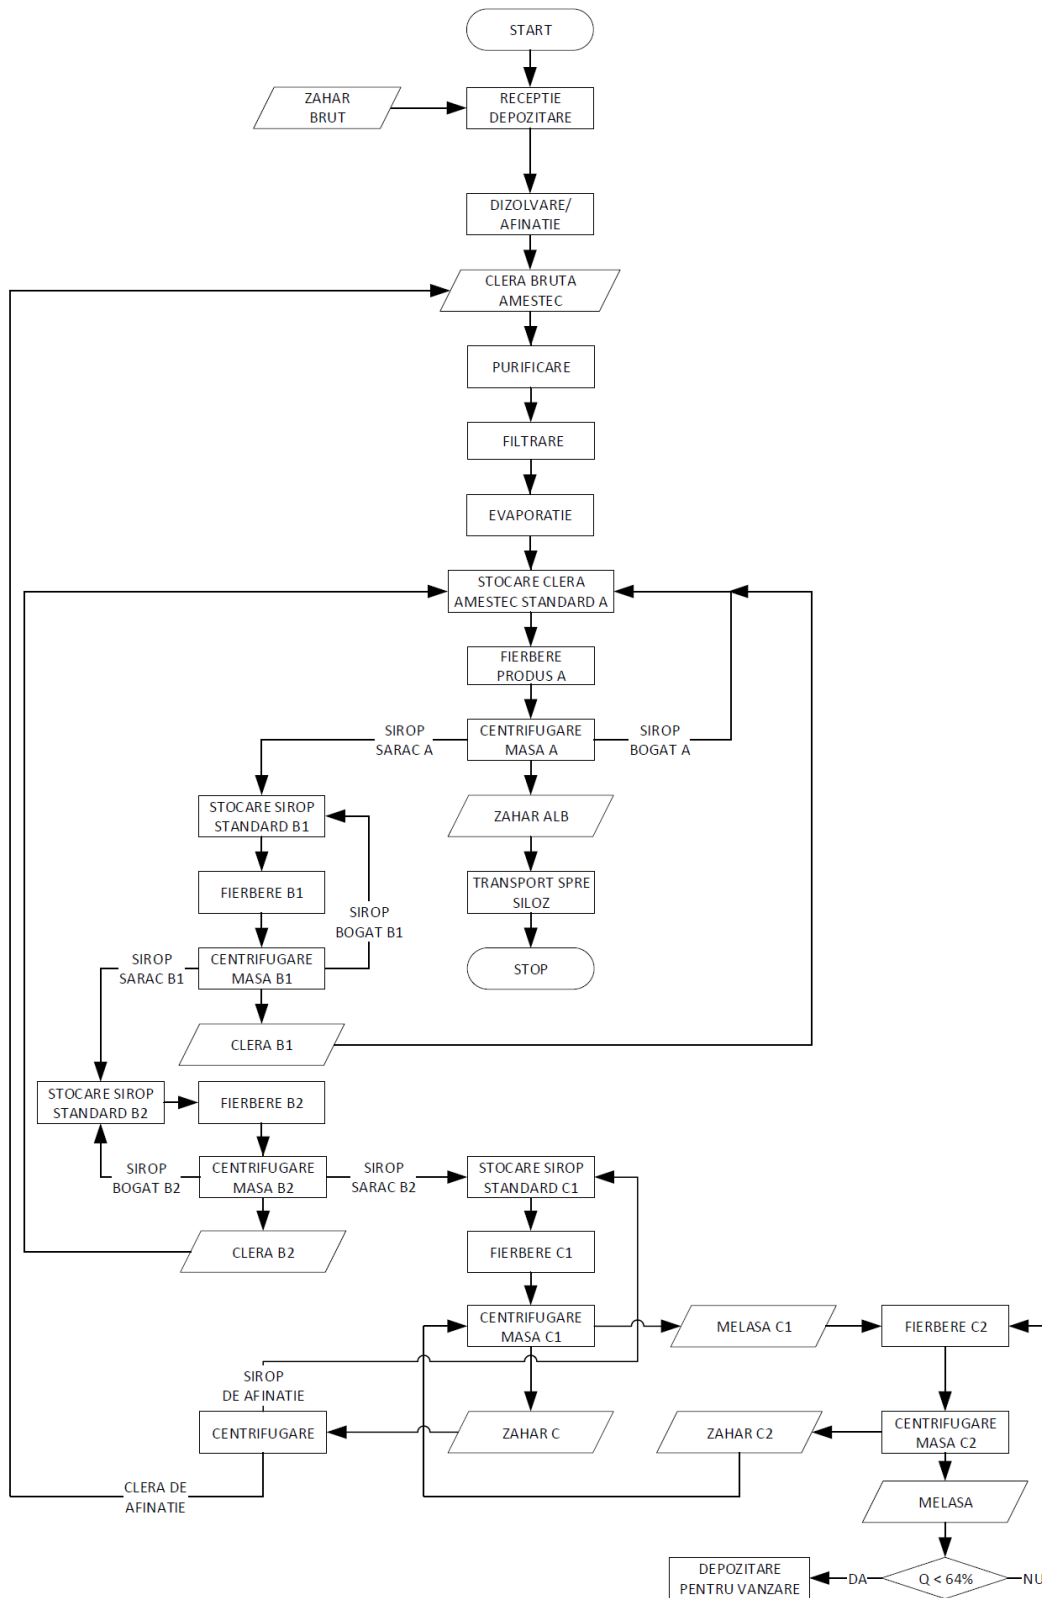 START
ZAHAR
BRUT
RECEPTIE
DEPOZITARE
DIZOLVARE/
AFINATIE
CLERA BRUTA
AMESTEC
PURIFICARE
FILTRARE
EVAPORATIE
STOCARE CLERA
AMESTEC STANDARD A
FIERBERE
PRODUS A
SIROP
SARAC A
CENTRIFUGARE
MASA A
SIROP
BOGAT A
STOCARE SIROP
STANDARD B1
ZAHAR ALB
FIERBERE B1
TRANSPORT SPRE
SILOZ
SIROP
BOGAT B1
SIROP
SARAC B1
CENTRIFUGARE
MASA B1
STOP
CLERA B1
STOCARE SIROP
STANDARD B2
FIERBERE B2
SIROP
BOGAT B2
CENTRIFUGARE
MASA B2
SIROP
SARAC B2
STOCARE SIROP
STANDARD C1
CLERA B2
FIERBERE C1
CENTRIFUGARE
MASA C1
MELASA C1
FIERBERE C2
SIROP
DE AFINATIE
CENTRIFUGARE
ZAHAR C
ZAHAR C2
CENTRIFUGARE
MASA C2
CLERA DE
AFINATIE
MELASA
DEPOZITARE
PENTRU VANZARE
DA
Q < 64%
NU